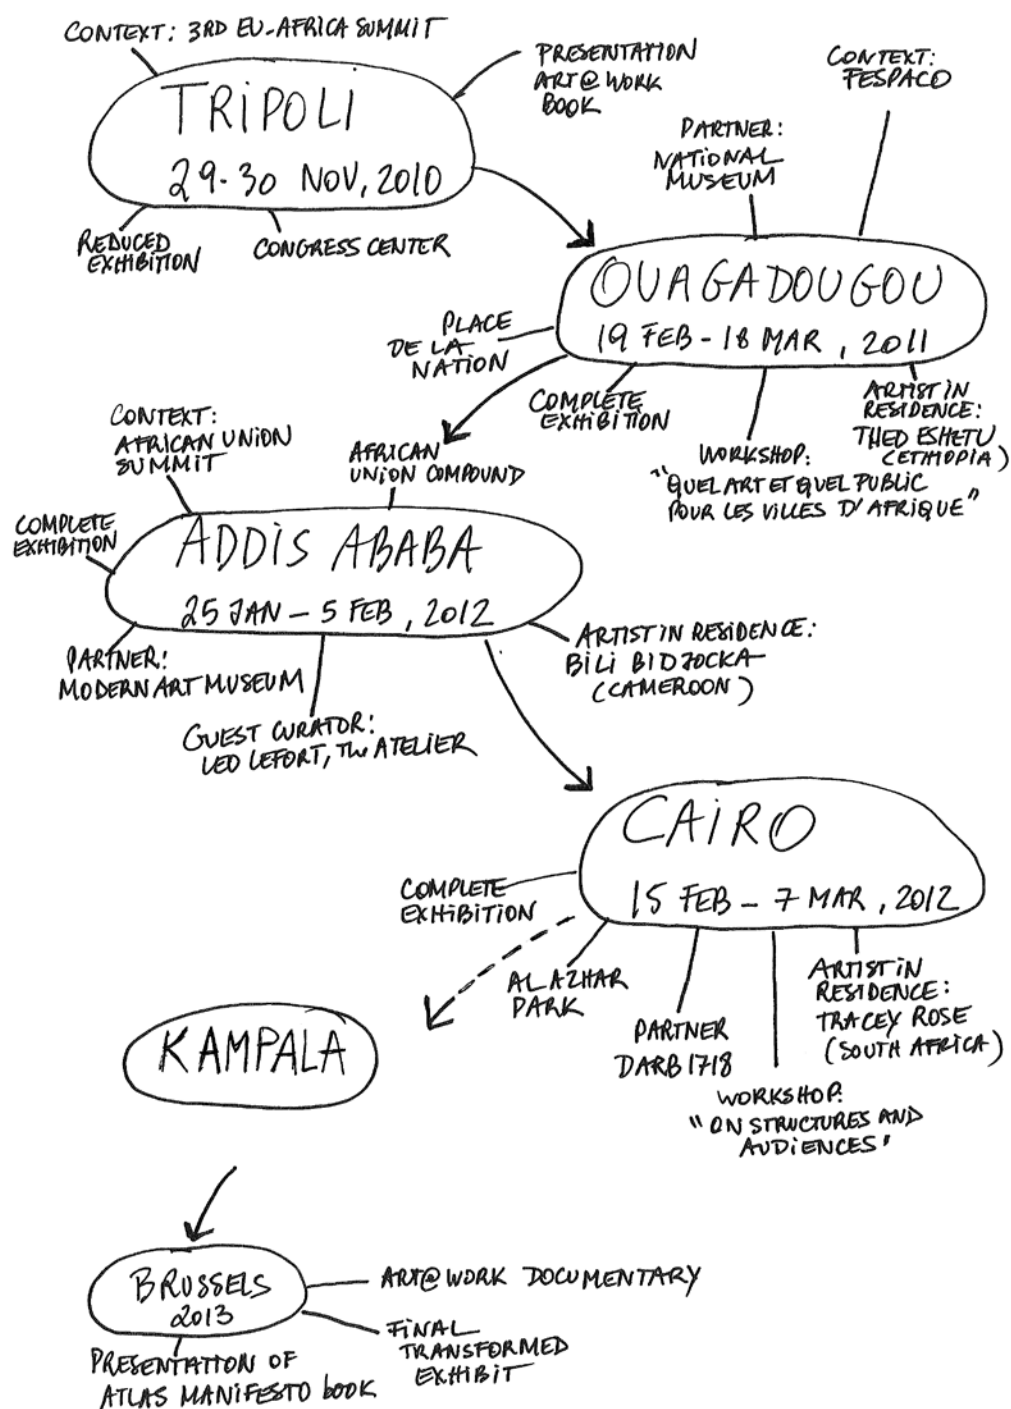 CONTEXT: 3RD EU-AFRICA SUMMIT
TRIPOLI
29-30 NOV, 2010
PRESENTATION
ART@WORK
BOOK
REDUCED
EXHIBITION
CONGRESS CENTER
CONTEXT:
FESPACO
PARTNER:
NATIONAL
MUSEUM
OUAGADOUGOU
19 FEB - 18 MAR, 2011
PLACE
DE LA
NATION
COMPLETE
EXHIBITION
WORKSHOP:
"QUEL ART ET QUEL PUBLIC
POUR LES VILLES D'AFRIQUE"
ARTIST IN
RESIDENCE:
THEO ESHETU
(ETHIOPIA)
CONTEXT:
AFRICAN UNION
SUMMIT
AFRICAN
UNION COMPOUND
COMPLETE
EXHIBITION
ADDIS ABABA
25 JAN - 5 FEB, 2012
PARTNER:
MODERN ART MUSEUM
GUEST CURATOR:
LEO LEFORT, THE ATELIER
ARTIST IN RESIDENCE:
BILI BIDJOCKA
(CAMEROON)
CAIRO
15 FEB - 7 MAR, 2012
COMPLETE
EXHIBITION
AL AZHAR
PARK
PARTNER
DARB 1718
WORKSHOP:
"ON STRUCTURES AND
AUDIENCES"
ARTIST IN
RESIDENCE:
TRACEY ROSE
(SOUTH AFRICA)
KAMPALA
BRUSSELS
2013
ART@WORK DOCUMENTARY
FINAL
TRANSFORMED
EXHIBIT
PRESENTATION OF
ATLAS MANIFESTO BOOK